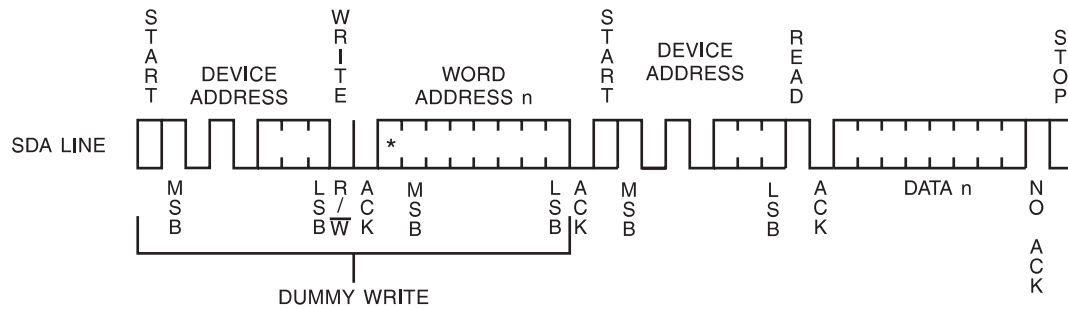 START
DEVICE
ADDRESS
WRITE
WORD
ADDRESS n
START
DEVICE
ADDRESS
READ
STOP
SDA LINE
*
MSB
LSB
R/W
ACK
MSB
LSB
ACK
MSB
LSB
ACK
DATA n
NO ACK
DUMMY WRITE